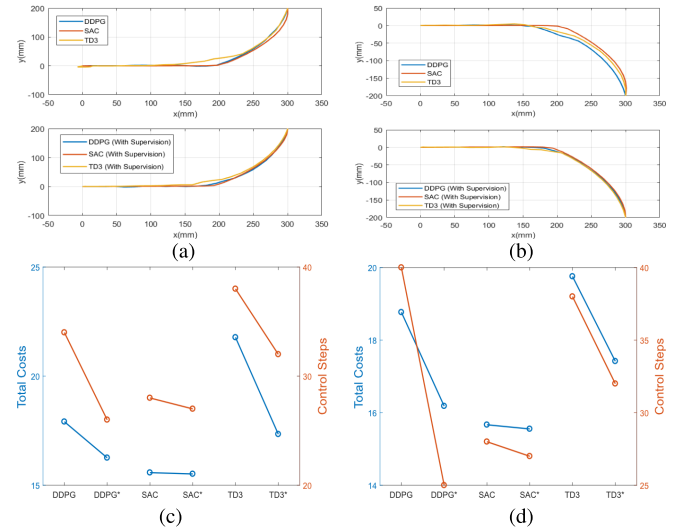 200
100
0
-100
y(mm)
DDPG
SAC
TD3
-50 0 50 100 150 200 250 300 350
x(mm)
200
100
0
-100
y(mm)
DDPG (With Supervision)
SAC (With Supervision)
TD3 (With Supervision)
-50 0 50 100 150 200 250 300 350
x(mm)
(a)
50
0
-50
-100
-150
-200
y(mm)
DDPG
SAC
TD3
-50 0 50 100 150 200 250 300 350
x(mm)
50
0
-50
-100
-150
-200
y(mm)
DDPG (With Supervision)
SAC (With Supervision)
TD3 (With Supervision)
-50 0 50 100 150 200 250 300 350
x(mm)
(b)
25
20
15
Total Costs
40
30
20
Control Steps
DDPG DDPG* SAC SAC* TD3 TD3*
(c)
20
18
16
14
Total Costs
40
35
30
25
Control Steps
DDPG DDPG* SAC SAC* TD3 TD3*
(d)